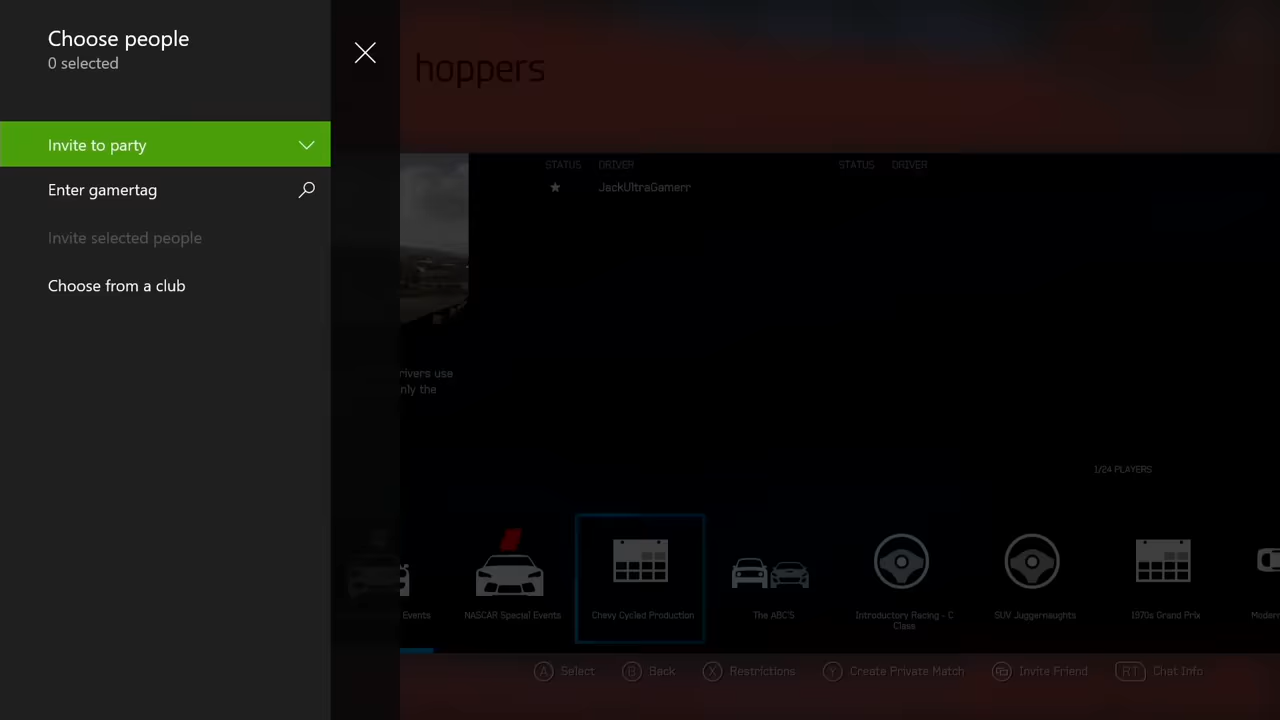 Choose people
0 selected
Invite to party
Enter gamertag
Invite selected people
Choose from a club
hoppers
STATUS DRIVER STATUS DRIVER
★ JackUltraGamerr
rivers use
nly the
1/24 PLAYERS
Events
NASCAR Special Events
Chevy Cycled Production
The ABC'S
Introductory Racing - C
Class
SUV Juggernaughts
1970s Grand Prix
Modern
A Select B Back X Restrictions Y Create Private Match Invite Friend RT Chat Info